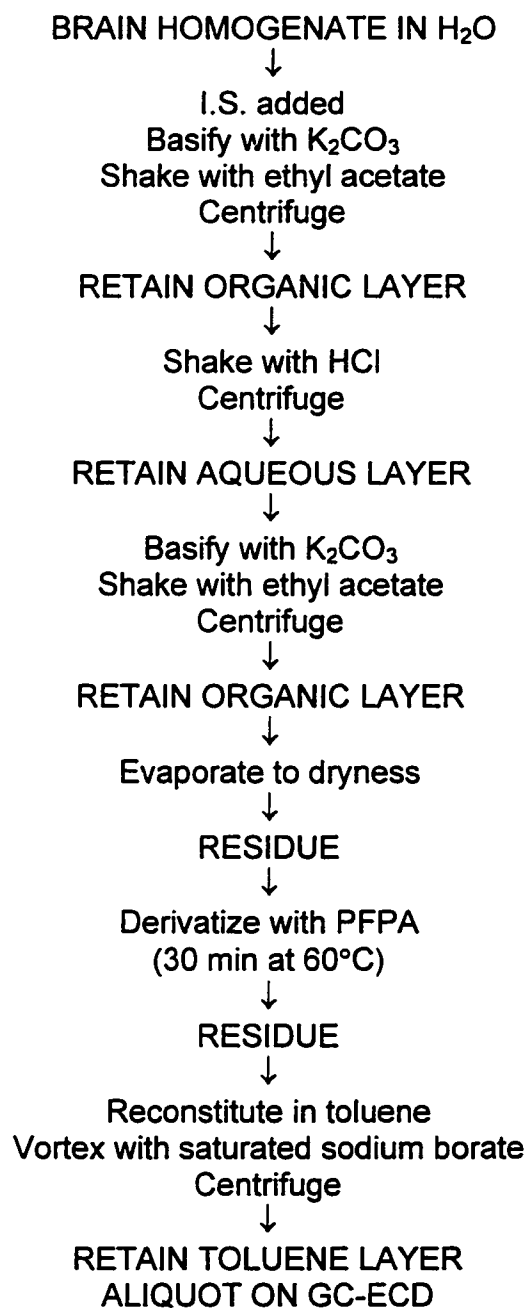 BRAIN HOMOGENATE IN H₂O
↓
I.S. added
Basify with K₂CO₃
Shake with ethyl acetate
Centrifuge
↓
RETAIN ORGANIC LAYER
↓
Shake with HCl
Centrifuge
↓
RETAIN AQUEOUS LAYER
↓
Basify with K₂CO₃
Shake with ethyl acetate
Centrifuge
↓
RETAIN ORGANIC LAYER
↓
Evaporate to dryness
↓
RESIDUE
↓
Derivatize with PFPA
(30 min at 60°C)
↓
RESIDUE
↓
Reconstitute in toluene
Vortex with saturated sodium borate
Centrifuge
↓
RETAIN TOLUENE LAYER
ALIQUOT ON GC-ECD